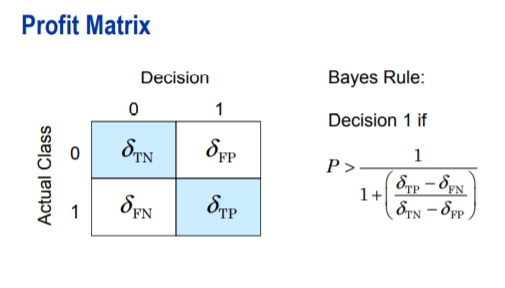 Profit Matrix
Decision
0 1
Actual Class
0 δTN δFP
1 δFN δTP
Bayes Rule:
Decision 1 if
P > 1 / (1 + ((δTP − δFN) / (δTN − δFP)))